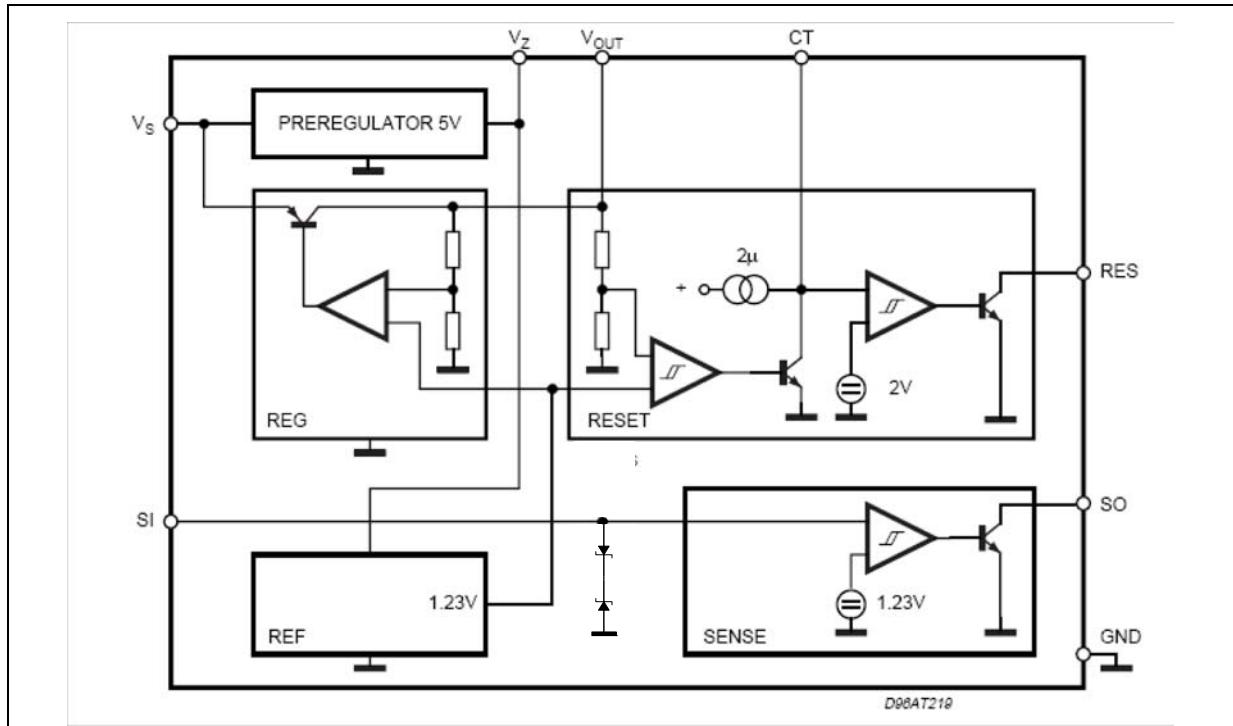 VZ VOUT CT
VS
PREREGULATOR 5V
2μ
+
RES
2V
REG
RESET
SI
SO
1.23V
1.23V
REF
SENSE
GND
D96AT219